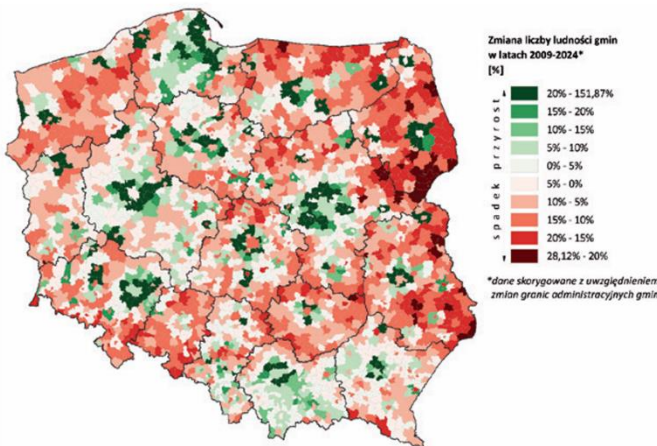 Zmiana liczby ludności gmin
w latach 2009-2024*
[%]
spadek przyrost
20% - 151,87%
15% - 20%
10% - 15%
5% - 10%
0% - 5%
5% - 0%
10% - 5%
15% - 10%
20% - 15%
28,12% - 20%
*dane skorygowane z uwzględnieniem
zmian granic administracyjnych gmin